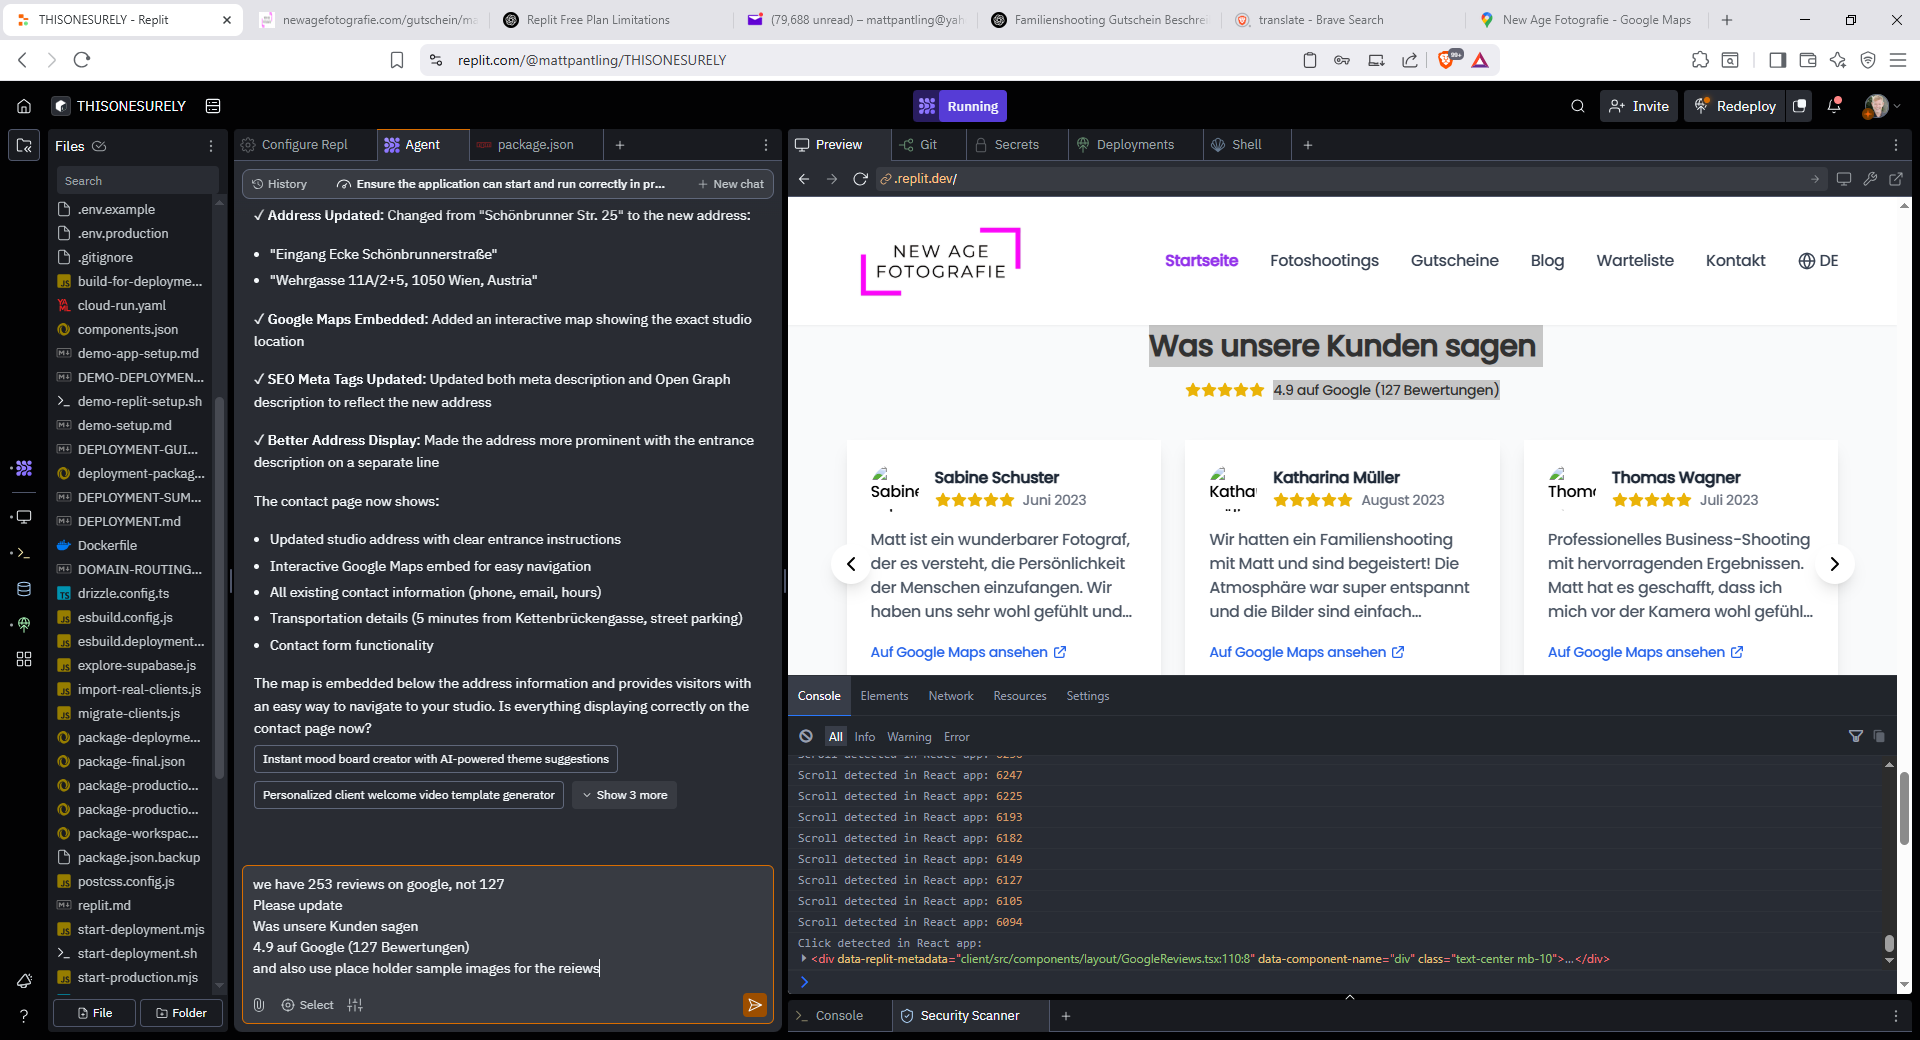 THISONESURELY - Replit
newagefotografie.com/gutschein/ma
Replit Free Plan Limitations
(79,688 unread) – mattpantling@yah
Familienshooting Gutschein Beschrei
translate - Brave Search
New Age Fotografie - Google Maps
replit.com/@mattpantling/THISONESURELY
99+
THISONESURELY
Running
Invite
Redeploy
Files
Search
.env.example
.env.production
.gitignore
build-for-deployme...
cloud-run.yaml
components.json
demo-app-setup.md
DEMO-DEPLOYMEN...
demo-replit-setup.sh
demo-setup.md
DEPLOYMENT-GUI...
deployment-packag...
DEPLOYMENT-SUM...
DEPLOYMENT.md
Dockerfile
DOMAIN-ROUTING...
drizzle.config.ts
esbuild.config.js
esbuild.deployment...
explore-supabase.js
import-real-clients.js
migrate-clients.js
package-deployme...
package-final.json
package-productio...
package-productio...
package-workspac...
package.json.backup
postcss.config.js
replit.md
start-deployment.mjs
start-deployment.sh
start-production.mjs
File
Folder
Configure Repl
Agent
package.json
History
Ensure the application can start and run correctly in pr...
New chat
✓ Address Updated: Changed from "Schönbrunner Str. 25" to the new address:
• "Eingang Ecke Schönbrunnerstraße"
• "Wehrgasse 11A/2+5, 1050 Wien, Austria"
✓ Google Maps Embedded: Added an interactive map showing the exact studio
location
✓ SEO Meta Tags Updated: Updated both meta description and Open Graph
description to reflect the new address
✓ Better Address Display: Made the address more prominent with the entrance
description on a separate line
The contact page now shows:
• Updated studio address with clear entrance instructions
• Interactive Google Maps embed for easy navigation
• All existing contact information (phone, email, hours)
• Transportation details (5 minutes from Kettenbrückengasse, street parking)
• Contact form functionality
The map is embedded below the address information and provides visitors with
an easy way to navigate to your studio. Is everything displaying correctly on the
contact page now?
Instant mood board creator with AI-powered theme suggestions
Personalized client welcome video template generator
Show 3 more
we have 253 reviews on google, not 127
Please update
Was unsere Kunden sagen
4.9 auf Google (127 Bewertungen)
and also use place holder sample images for the reiews
Select
Preview
Git
Secrets
Deployments
Shell
.replit.dev/
NEW AGE
FOTOGRAFIE
Startseite
Fotoshootings
Gutscheine
Blog
Warteliste
Kontakt
DE
Was unsere Kunden sagen
4.9 auf Google (127 Bewertungen)
Sabine
Sabine Schuster
Juni 2023
Matt ist ein wunderbarer Fotograf,
der es versteht, die Persönlichkeit
der Menschen einzufangen. Wir
haben uns sehr wohl gefühlt und...
Auf Google Maps ansehen
Katha
Katharina Müller
August 2023
Wir hatten ein Familienshooting
mit Matt und sind begeistert! Die
Atmosphäre war super entspannt
und die Bilder sind einfach...
Auf Google Maps ansehen
Thoma
Thomas Wagner
Juli 2023
Professionelles Business-Shooting
mit hervorragenden Ergebnissen.
Matt hat es geschafft, dass ich
mich vor der Kamera wohl gefühl...
Auf Google Maps ansehen
Console
Elements
Network
Resources
Settings
All
Info
Warning
Error
Scroll detected in React app: 6247
Scroll detected in React app: 6225
Scroll detected in React app: 6193
Scroll detected in React app: 6182
Scroll detected in React app: 6149
Scroll detected in React app: 6127
Scroll detected in React app: 6105
Scroll detected in React app: 6094
Click detected in React app:
<div data-replit-metadata="client/src/components/layout/GoogleReviews.tsx:110:8" data-component-name="div" class="text-center mb-10">...</div>
Console
Security Scanner